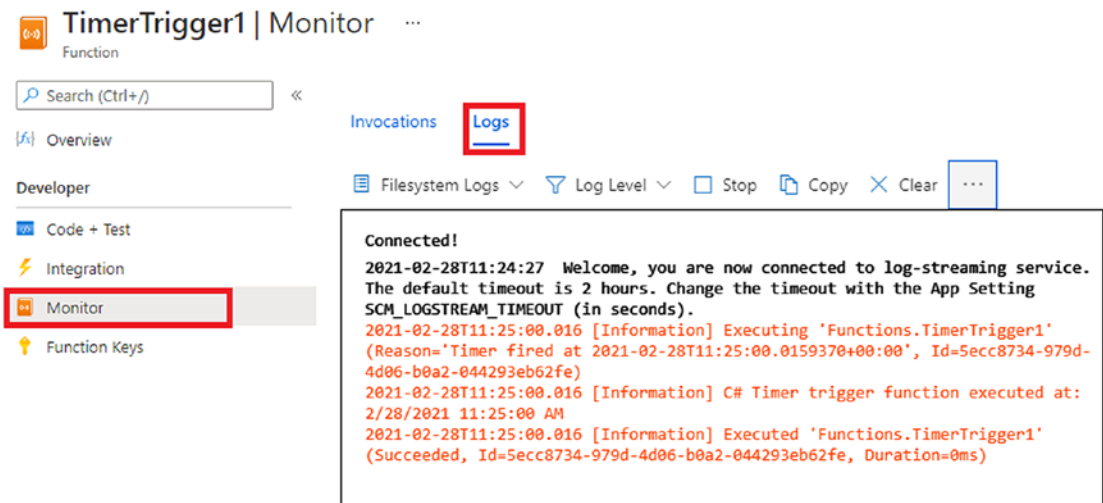 TimerTrigger1 | Monitor ...
Function
Search (Ctrl+/)
«
Overview
Developer
Code + Test
Integration
Monitor
Function Keys
Invocations Logs
Filesystem Logs Log Level Stop Copy Clear ...
Connected!
2021-02-28T11:24:27 Welcome, you are now connected to log-streaming service.
The default timeout is 2 hours. Change the timeout with the App Setting
SCM_LOGSTREAM_TIMEOUT (in seconds).
2021-02-28T11:25:00.016 [Information] Executing 'Functions.TimerTrigger1'
(Reason='Timer fired at 2021-02-28T11:25:00.0159370+00:00', Id=5ecc8734-979d-
4d06-b0a2-044293eb62fe)
2021-02-28T11:25:00.016 [Information] C# Timer trigger function executed at:
2/28/2021 11:25:00 AM
2021-02-28T11:25:00.016 [Information] Executed 'Functions.TimerTrigger1'
(Succeeded, Id=5ecc8734-979d-4d06-b0a2-044293eb62fe, Duration=0ms)